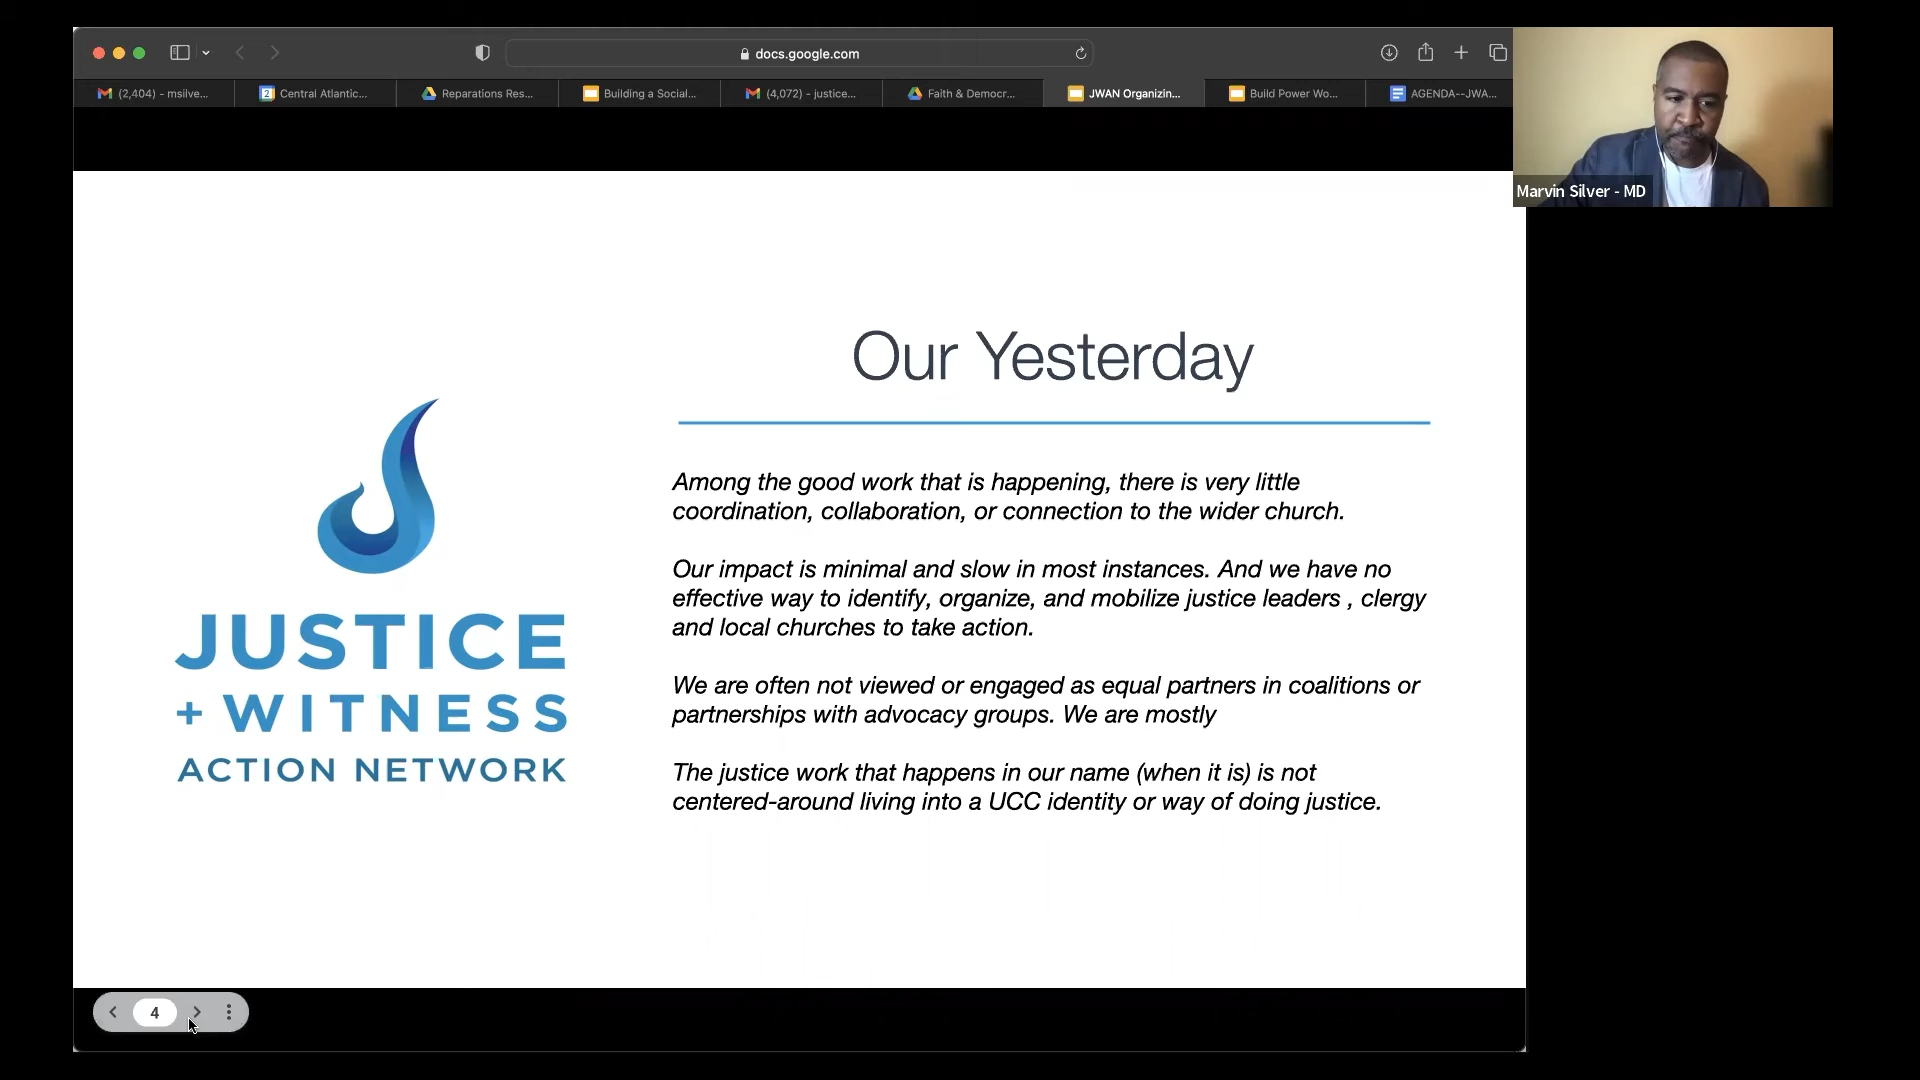 docs.google.com
(2,404) - msilve...
2
Central Atlantic...
Reparations Res...
Building a Social...
(4,072) - justice...
Faith & Democr...
JWAN Organizin...
Build Power Wo...
AGENDA--JWA...
Marvin Silver - MD
Our Yesterday
Among the good work that is happening, there is very little
coordination, collaboration, or connection to the wider church.
Our impact is minimal and slow in most instances. And we have no
effective way to identify, organize, and mobilize justice leaders , clergy
and local churches to take action.
We are often not viewed or engaged as equal partners in coalitions or
partnerships with advocacy groups. We are mostly
The justice work that happens in our name (when it is) is not
centered-around living into a UCC identity or way of doing justice.
JUSTICE
+ WITNESS
ACTION NETWORK
4